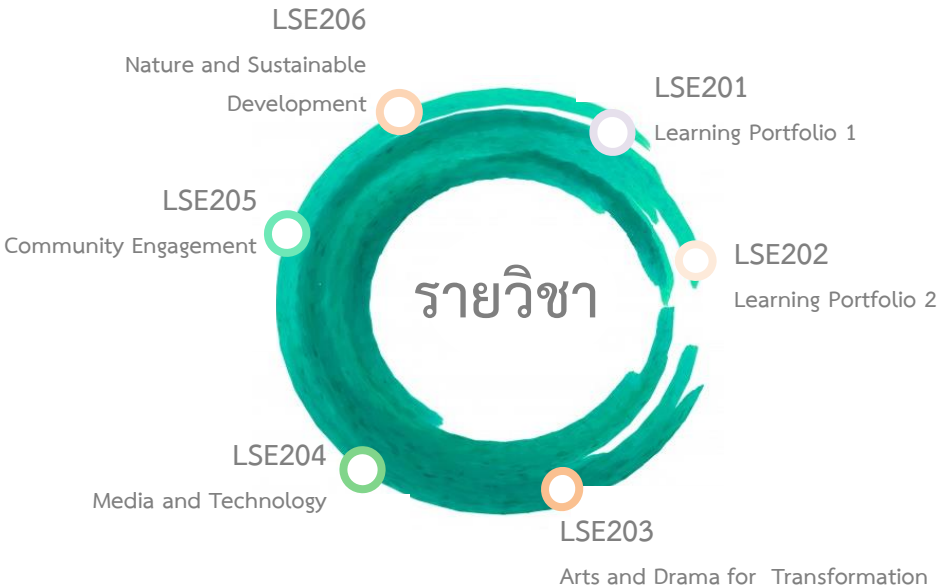 LSE206
Nature and Sustainable
Development
LSE201
Learning Portfolio 1
LSE205
Community Engagement
LSE202
Learning Portfolio 2
รายวิชา
LSE204
Media and Technology
LSE203
Arts and Drama for Transformation